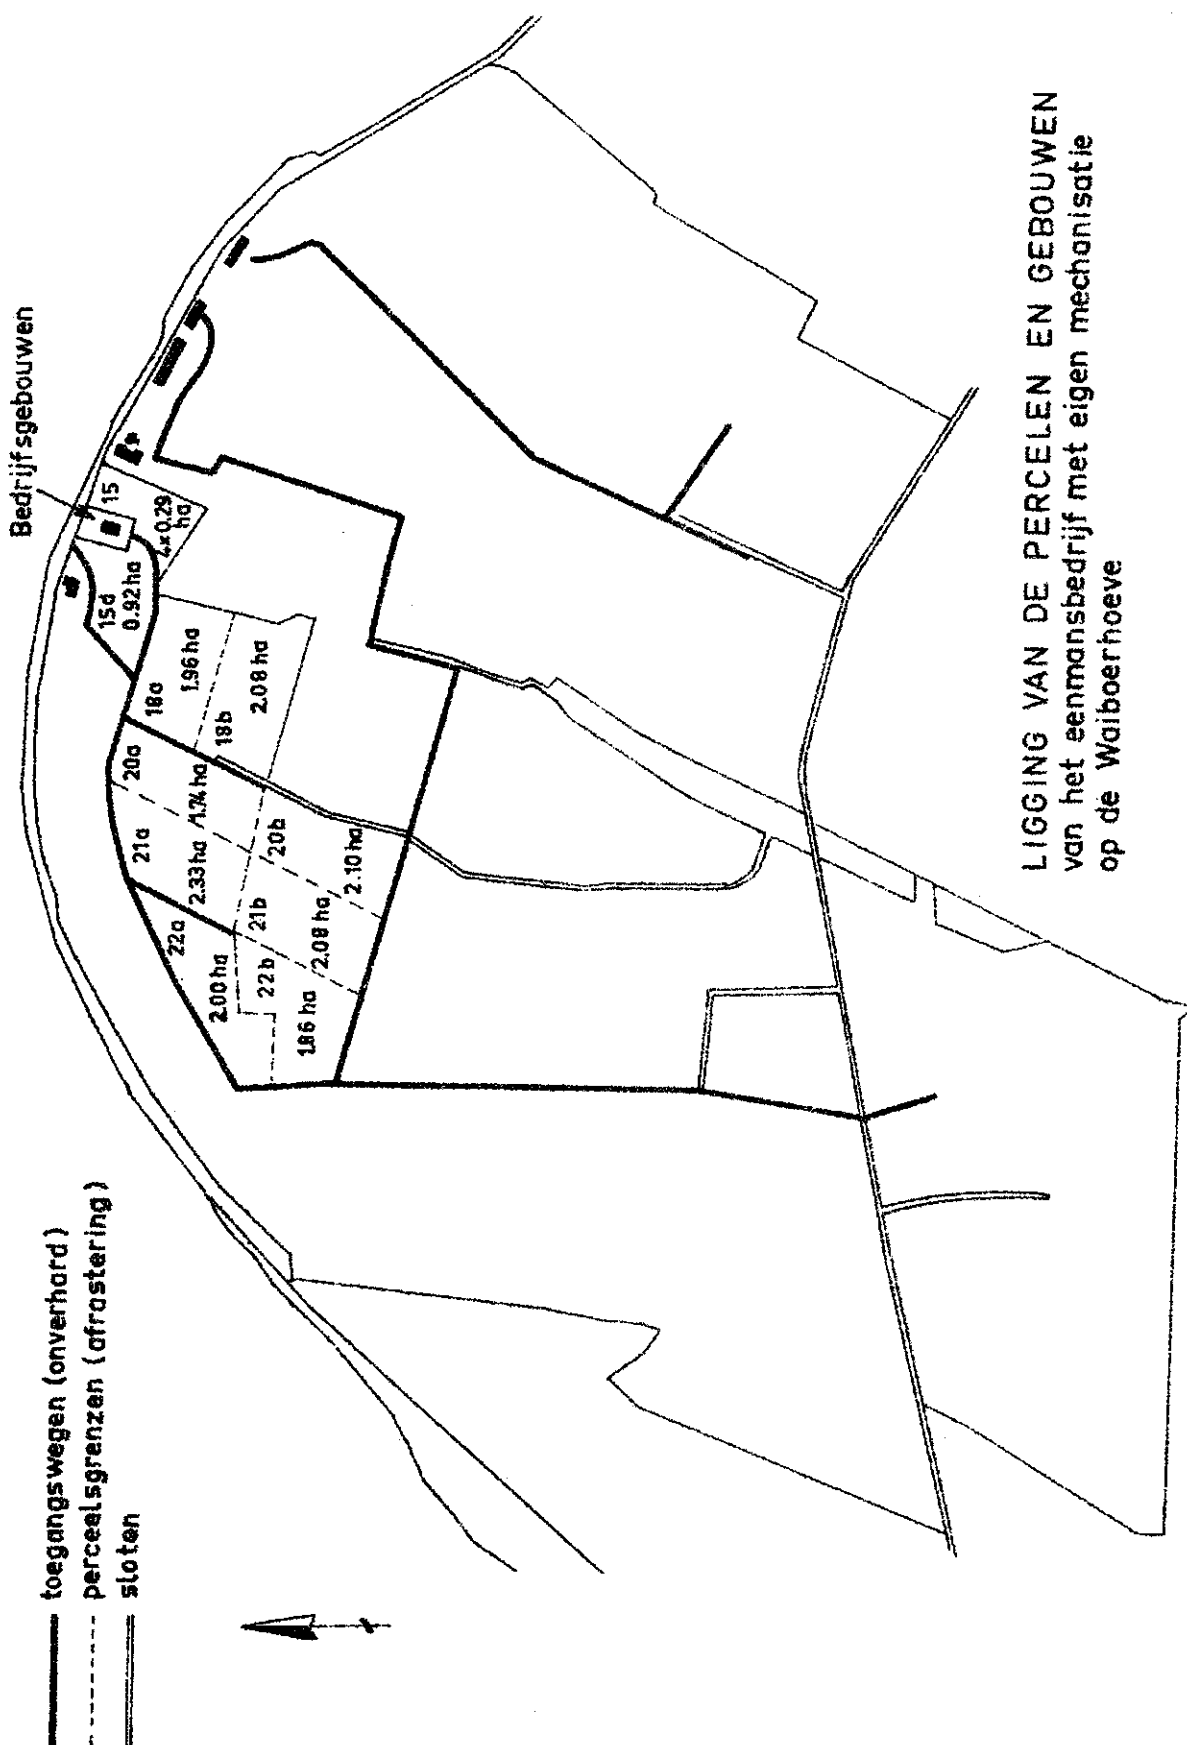 toegangswegen (onverhard)
perceelsgrenzen (afrastering)
sloten
Bedrijfsgebouwen
15
4x0.29
ha
15d
0.92 ha
18a
1.96 ha
18b
2.08 ha
20a
1.74 ha
20b
2.10 ha
21a
2.33 ha
21b
2.08 ha
22a
2.00 ha
22b
1.86 ha
LIGGING VAN DE PERCELEN EN GEBOUWEN
van het eenmansbedrijf met eigen mechanisatie
op de Waiboerhoeve